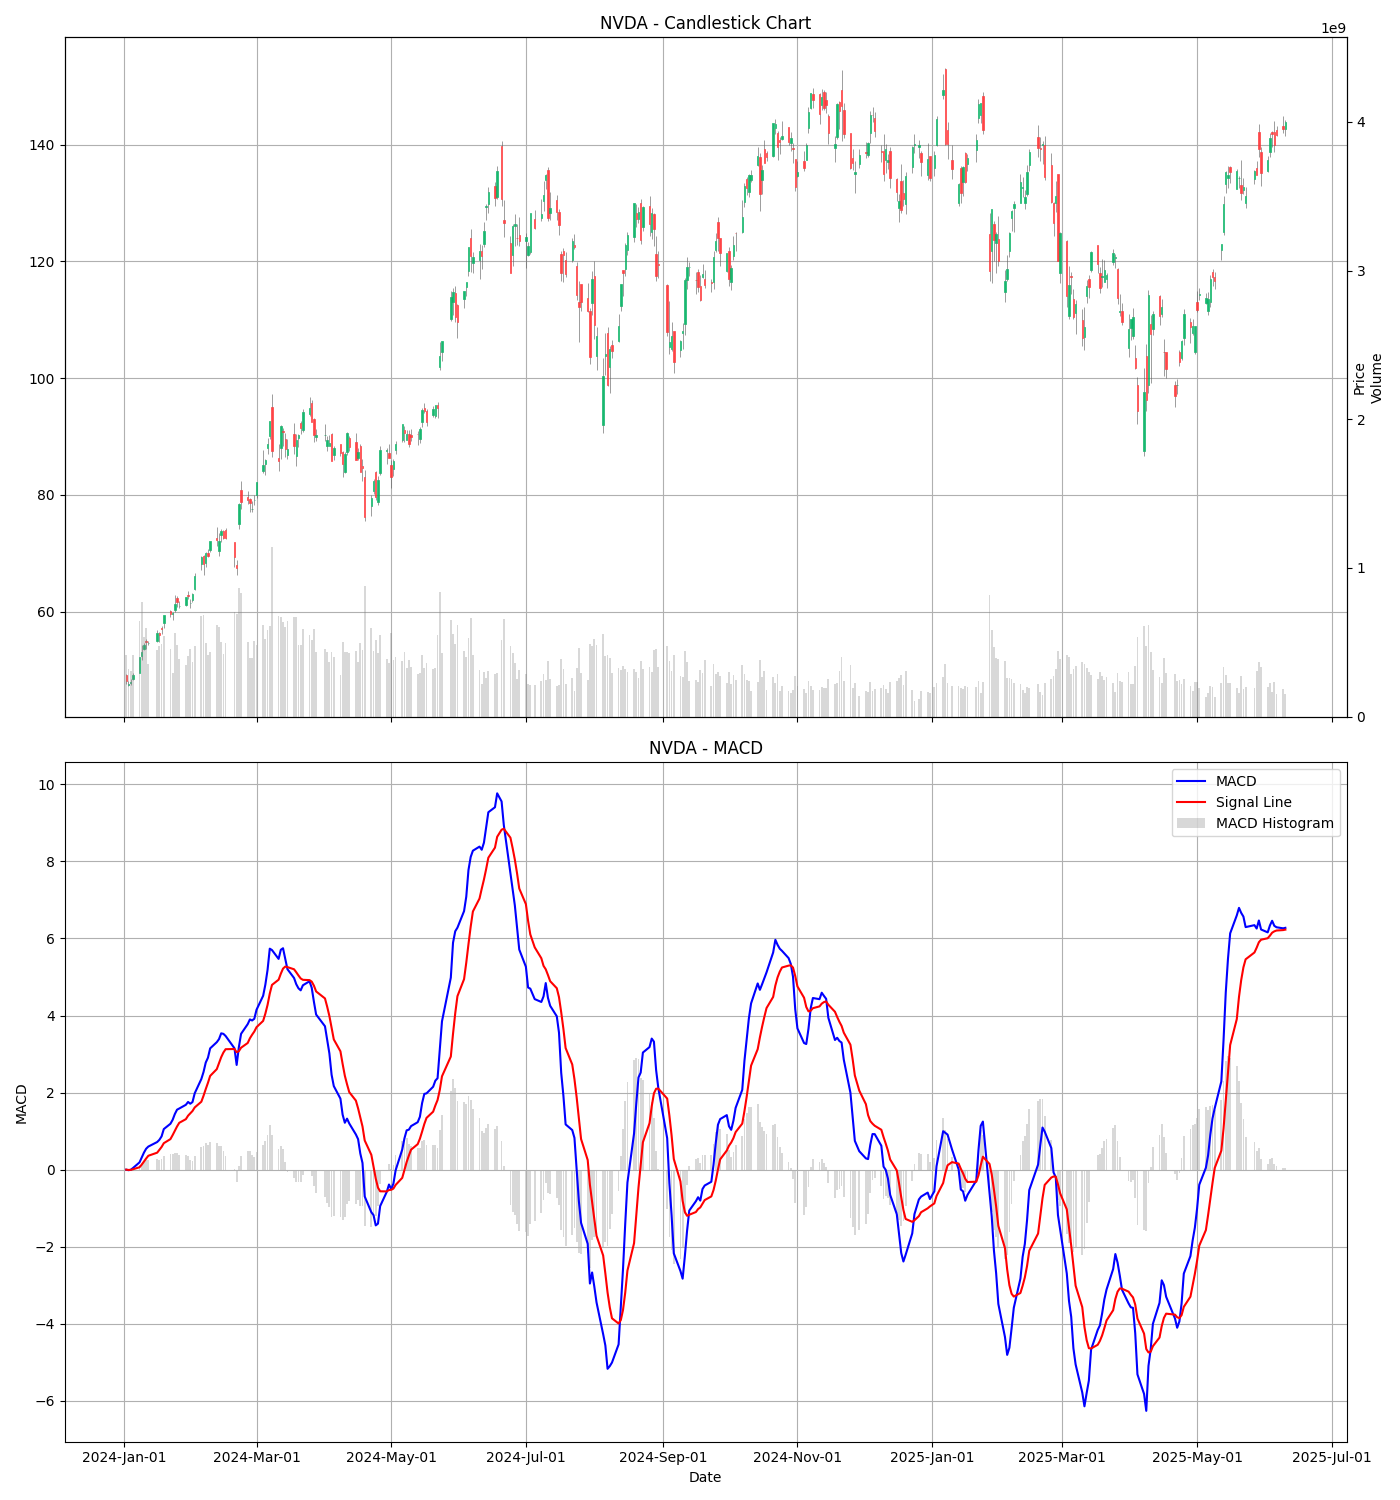 NVDA - Candlestick Chart
1e9
140
120
100
80
60
4
3
2
1
0
Price
Volume
NVDA - MACD
MACD
Signal Line
MACD Histogram
10
8
6
4
2
0
−2
−4
−6
MACD
2024-Jan-01 2024-Mar-01 2024-May-01 2024-Jul-01 2024-Sep-01 2024-Nov-01 2025-Jan-01 2025-Mar-01 2025-May-01 2025-Jul-01
Date